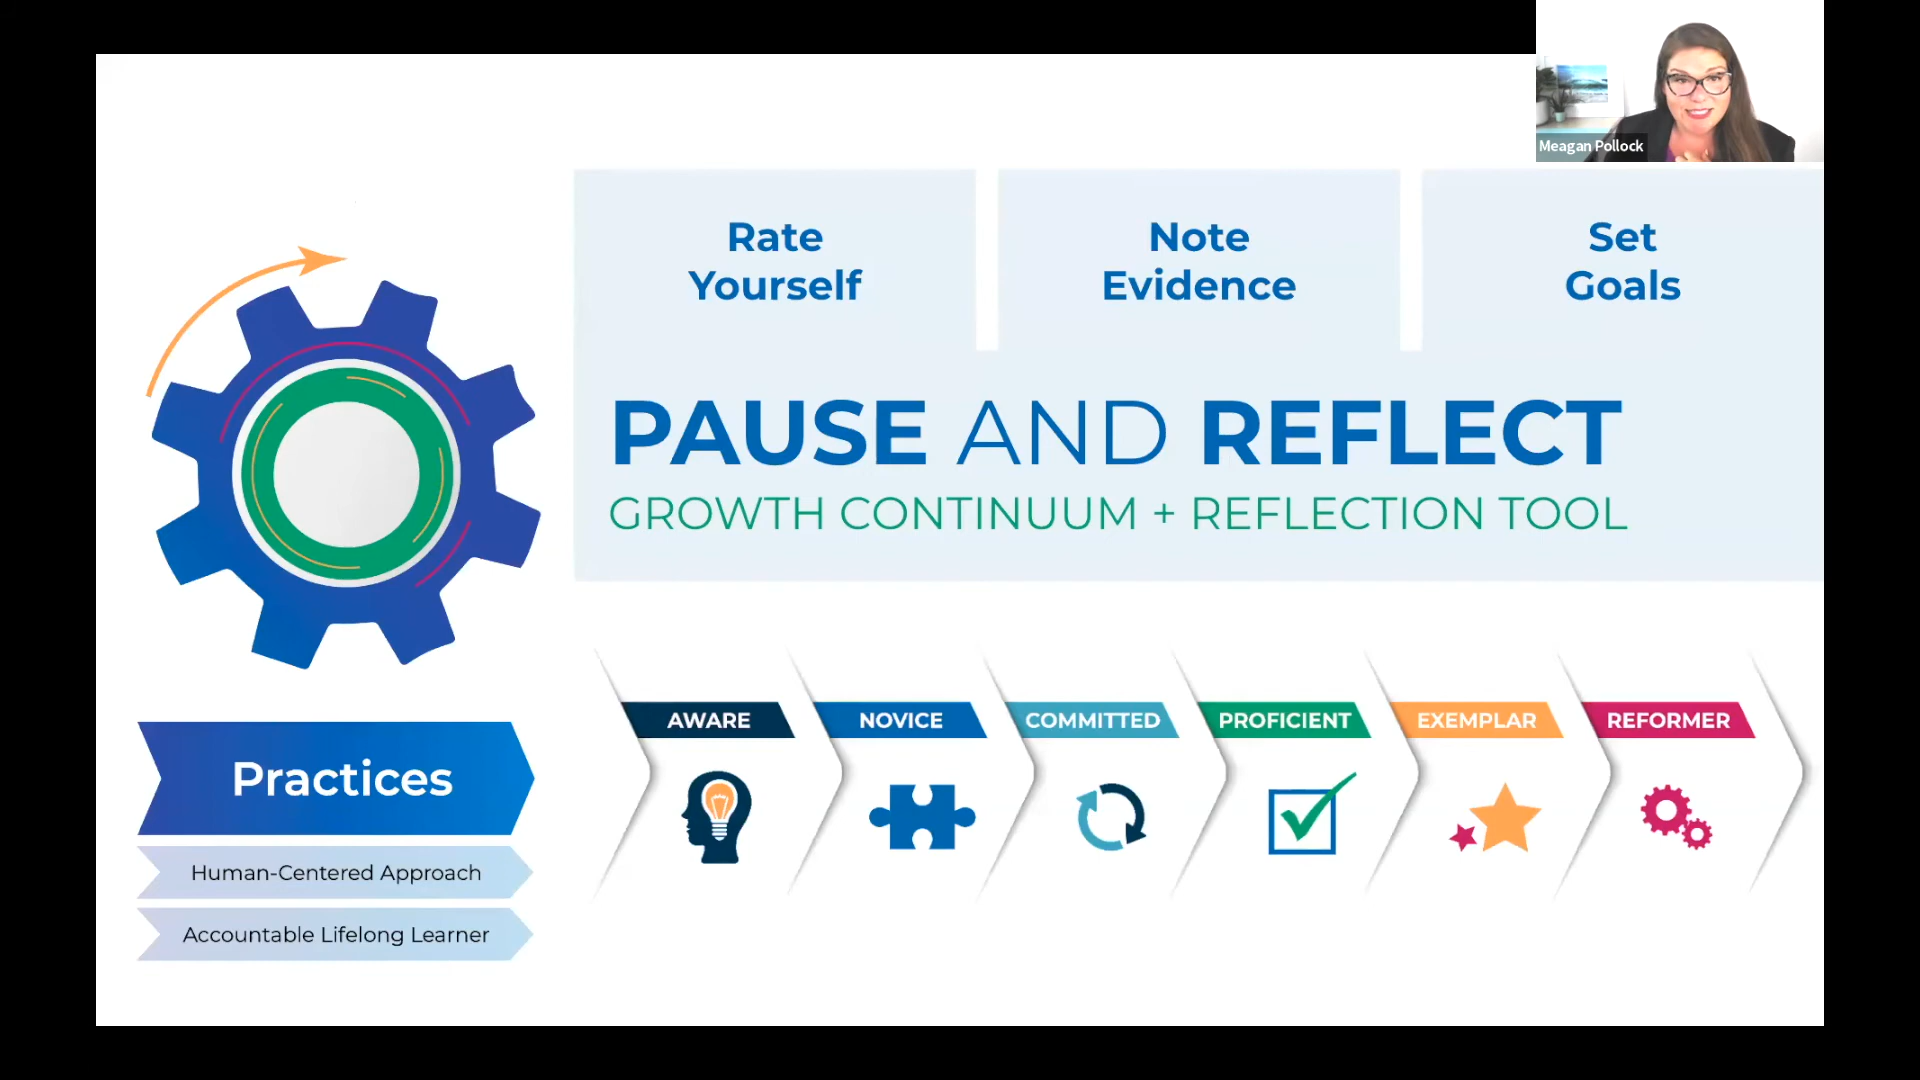 Meagan Pollock
Rate
Yourself
Note
Evidence
Set
Goals
PAUSE AND REFLECT
GROWTH CONTINUUM + REFLECTION TOOL
AWARE
NOVICE
COMMITTED
PROFICIENT
EXEMPLAR
REFORMER
Practices
Human-Centered Approach
Accountable Lifelong Learner